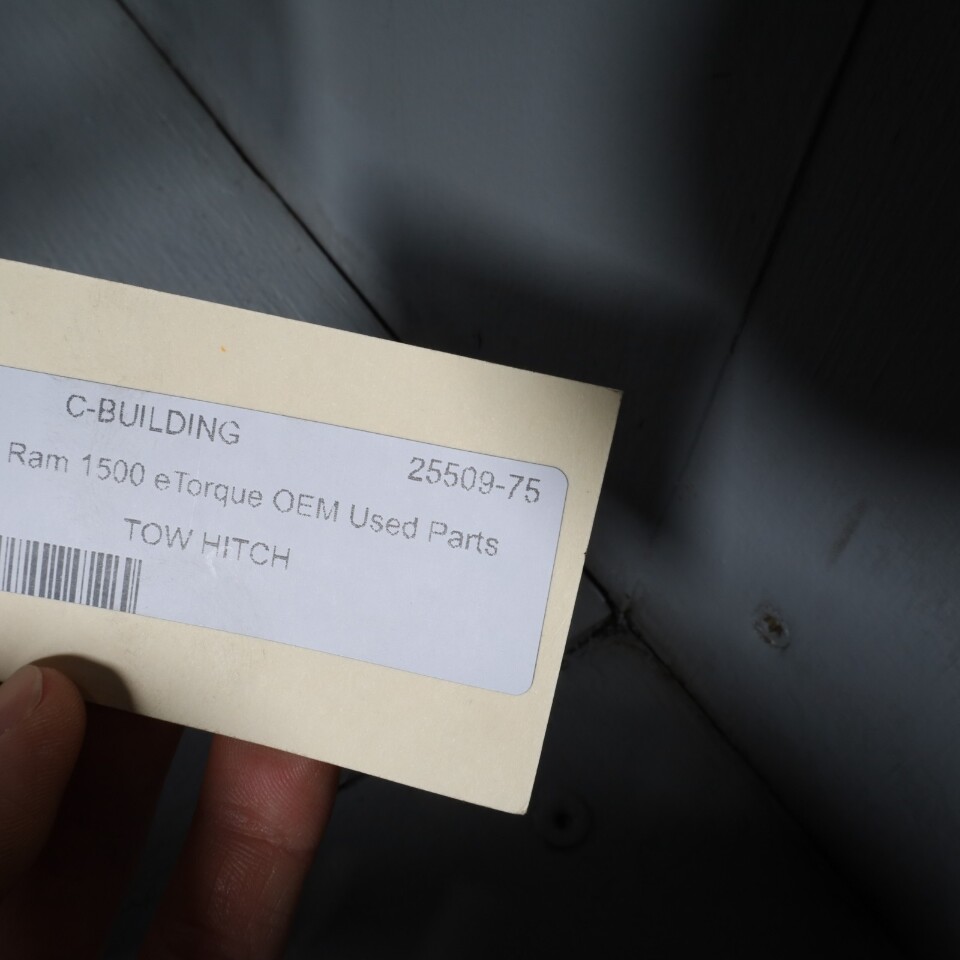 C-BUILDING
25509-75
Ram 1500 eTorque OEM Used Parts
TOW HITCH